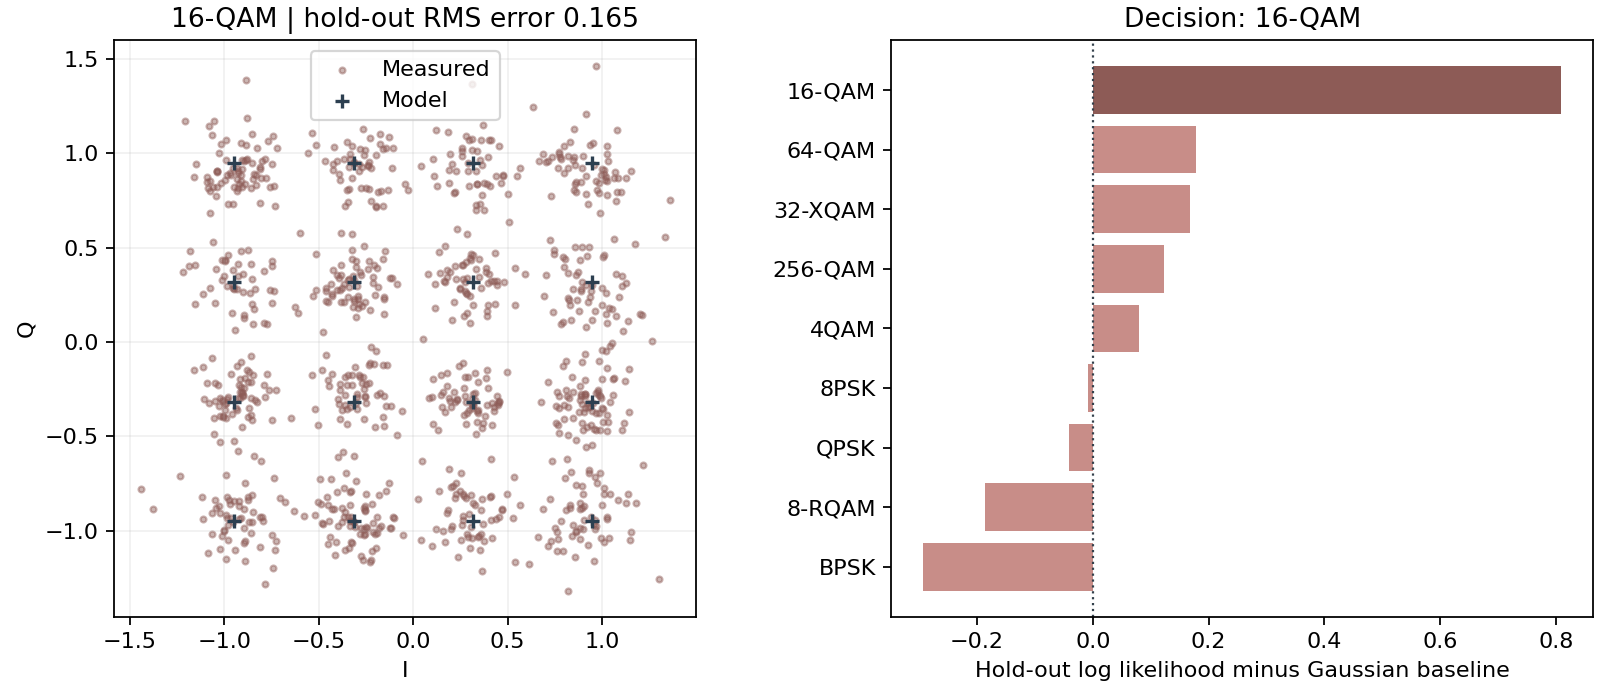 16-QAM | hold-out RMS error 0.165
Measured
Model
1.5
1.0
0.5
0.0
−0.5
−1.0
Q
−1.5
−1.0
−0.5
0.0
0.5
1.0
I
Decision: 16-QAM
16-QAM
64-QAM
32-XQAM
256-QAM
4QAM
8PSK
QPSK
8-RQAM
BPSK
−0.2
0.0
0.2
0.4
0.6
0.8
Hold-out log likelihood minus Gaussian baseline